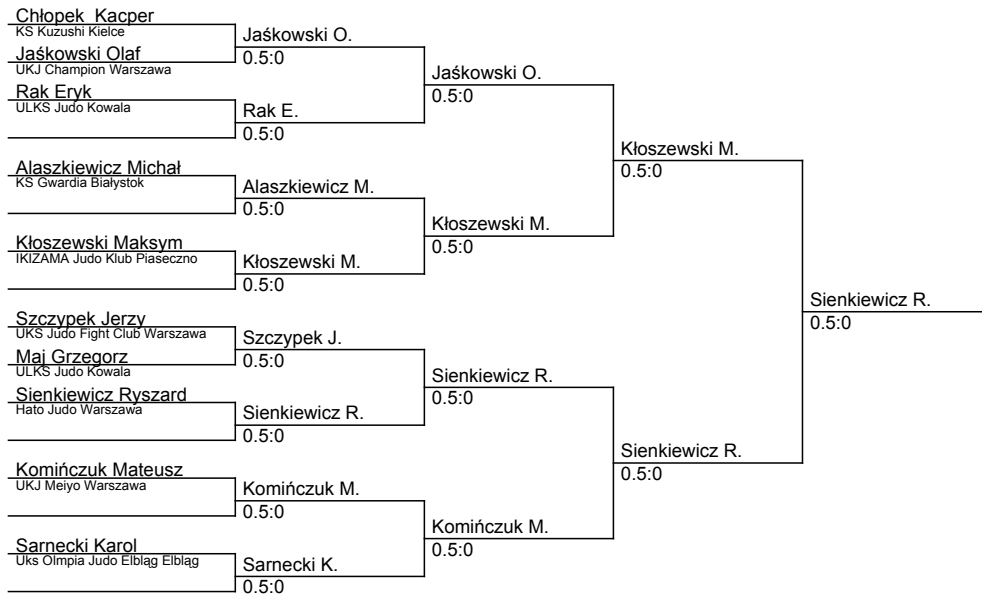 Chłopek  Kacper
KS Kuzushi Kielce
Jaśkowski Olaf
UKJ Champion Warszawa
Rak Eryk
ULKS Judo Kowala
Alaszkiewicz Michał
KS Gwardia Białystok
Kłoszewski Maksym
IKIZAMA Judo Klub Piaseczno
Szczypek Jerzy
UKS Judo Fight Club Warszawa
Maj Grzegorz
ULKS Judo Kowala
Sienkiewicz Ryszard
Hato Judo Warszawa
Komińczuk Mateusz
UKJ Meiyo Warszawa
Sarnecki Karol
Uks Olmpia Judo Elbląg Elbląg
Jaśkowski O.
0.5:0
Rak E.
0.5:0
Alaszkiewicz M.
0.5:0
Kłoszewski M.
0.5:0
Szczypek J.
0.5:0
Sienkiewicz R.
0.5:0
Komińczuk M.
0.5:0
Sarnecki K.
0.5:0
Jaśkowski O.
0.5:0
Kłoszewski M.
0.5:0
Sienkiewicz R.
0.5:0
Komińczuk M.
0.5:0
Kłoszewski M.
0.5:0
Sienkiewicz R.
0.5:0
Sienkiewicz R.
0.5:0